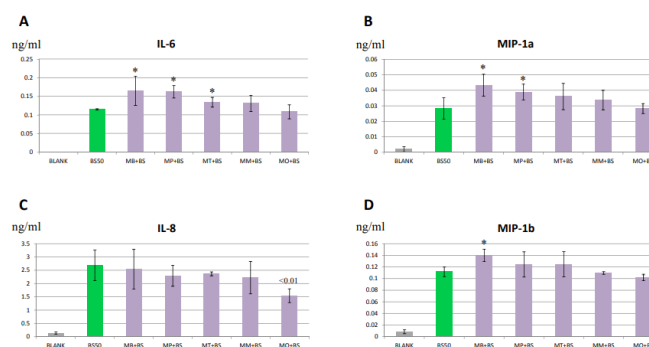 A
ng/ml
IL-6
0.25
0.2
0.15
0.1
0.05
0
*
*
*
BLANK BS50 MB+BS MP+BS MT+BS MM+BS MO+BS
B
ng/ml
MIP-1a
0.06
0.05
0.04
0.03
0.02
0.01
0
*
*
BLANK BS50 MB+BS MP+BS MT+BS MM+BS MO+BS
C
ng/ml
IL-8
3.5
3
2.5
2
1.5
1
0.5
0
<0.01
BLANK BS50 MB+BS MP+BS MT+BS MM+BS MO+BS
D
ng/ml
MIP-1b
0.16
0.14
0.12
0.1
0.08
0.06
0.04
0.02
0
*
BLANK BS50 MB+BS MP+BS MT+BS MM+BS MO+BS